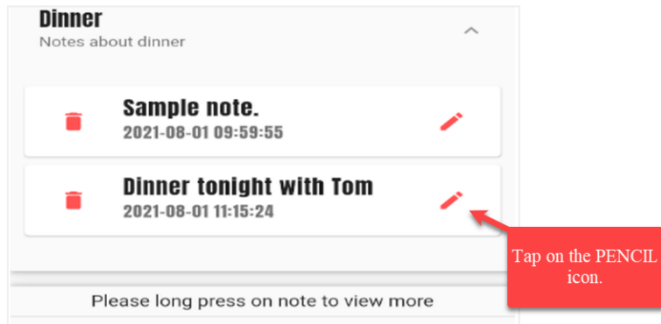 Dinner
Notes about dinner
Sample note.
2021-08-01 09:59:55
Dinner tonight with Tom
2021-08-01 11:15:24
Tap on the PENCIL
icon.
Please long press on note to view more